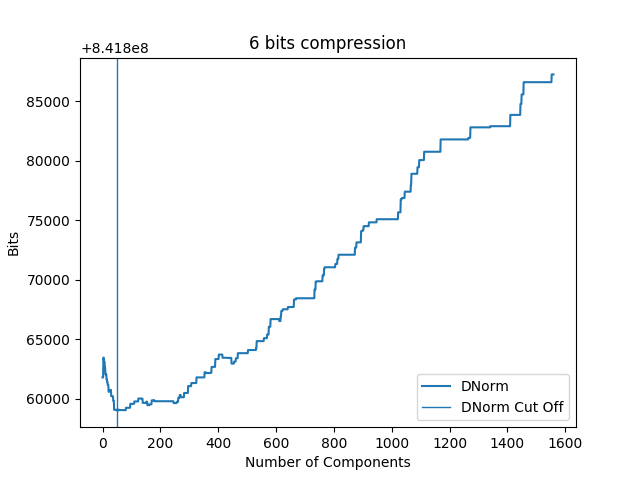 6 bits compression
+8.418e8
85000
80000
75000
70000
65000
60000
Bits
0 200 400 600 800 1000 1200 1400 1600
Number of Components
DNorm
DNorm Cut Off